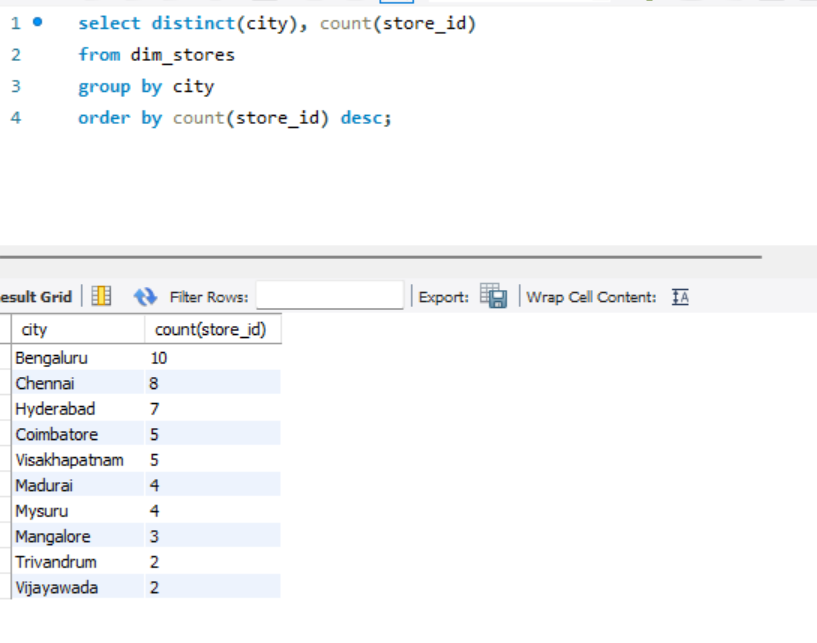 1 select distinct(city), count(store_id)
2 from dim_stores
3 group by city
4 order by count(store_id) desc;
esult Grid Filter Rows: Export: Wrap Cell Content: IA
city count(store_id)
Bengaluru 10
Chennai 8
Hyderabad 7
Coimbatore 5
Visakhapatnam 5
Madurai 4
Mysuru 4
Mangalore 3
Trivandrum 2
Vijayawada 2